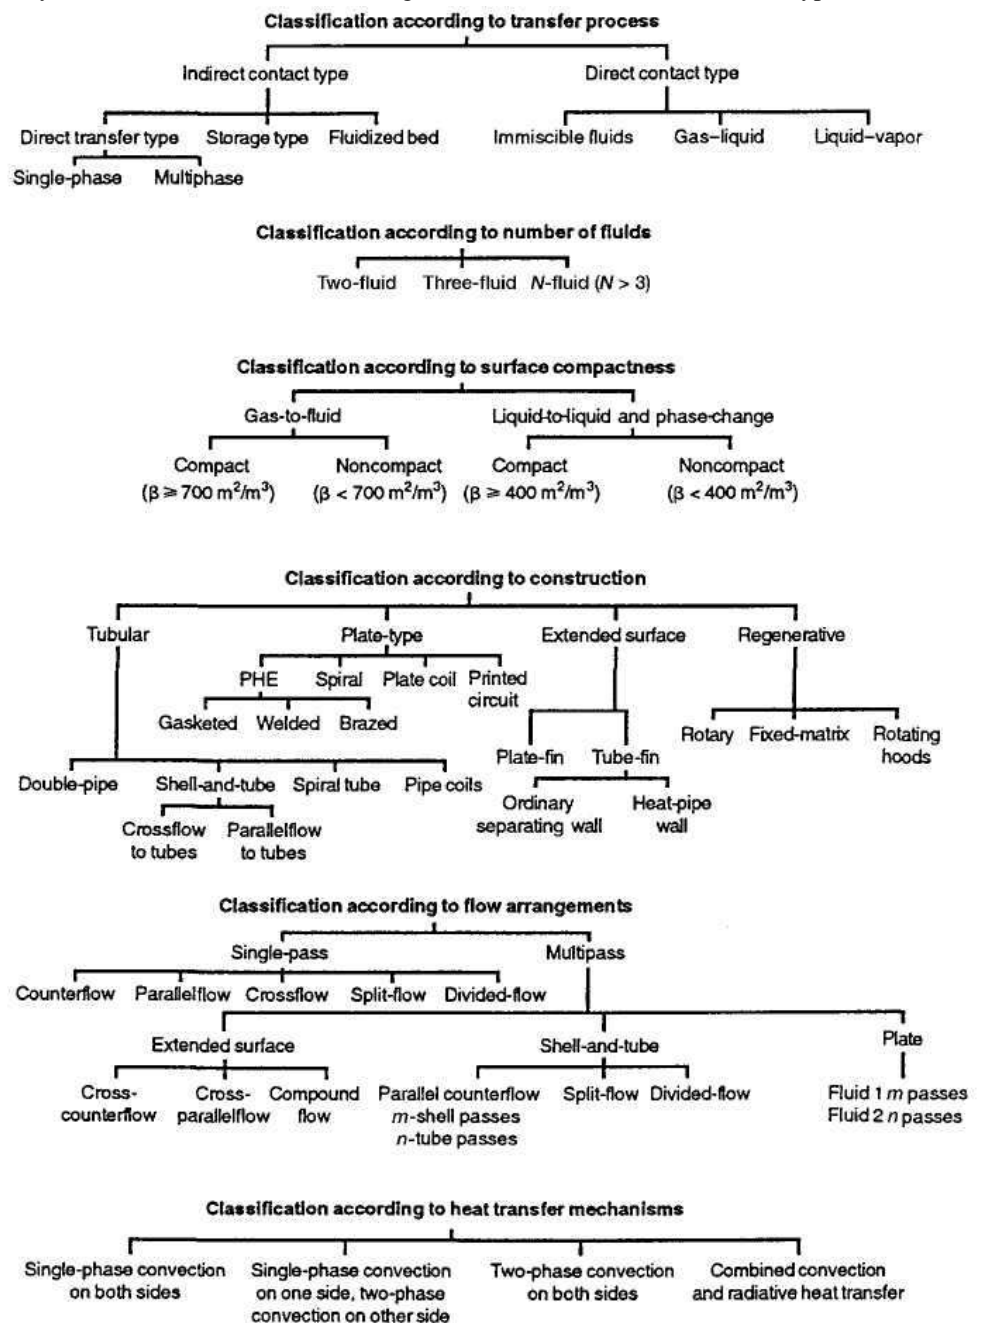 Classification according to transfer process
Indirect contact type
Direct contact type
Direct transfer type
Storage type
Fluidized bed
Immiscible fluids
Gas–liquid
Liquid–vapor
Single-phase
Multiphase
Classification according to number of fluids
Two-fluid
Three-fluid
N-fluid (N > 3)
Classification according to surface compactness
Gas-to-fluid
Liquid-to-liquid and phase-change
Compact
(β ≥ 700 m²/m³)
Noncompact
(β < 700 m²/m³)
Compact
(β ≥ 400 m²/m³)
Noncompact
(β < 400 m²/m³)
Classification according to construction
Tubular
Plate-type
Extended surface
Regenerative
PHE
Spiral
Plate coil
Printed
circuit
Gasketed
Welded
Brazed
Plate-fin
Tube-fin
Rotary
Fixed-matrix
Rotating
hoods
Double-pipe
Shell-and-tube
Spiral tube
Pipe coils
Ordinary
separating wall
Heat-pipe
wall
Crossflow
to tubes
Parallelflow
to tubes
Classification according to flow arrangements
Single-pass
Multipass
Counterflow
Parallelflow
Crossflow
Split-flow
Divided-flow
Extended surface
Shell-and-tube
Plate
Cross-
counterflow
Cross-
parallelflow
Compound
flow
Parallel counterflow
m-shell passes
n-tube passes
Split-flow
Divided-flow
Fluid 1 m passes
Fluid 2 n passes
Classification according to heat transfer mechanisms
Single-phase convection
on both sides
Single-phase convection
on one side, two-phase
convection on other side
Two-phase convection
on both sides
Combined convection
and radiative heat transfer